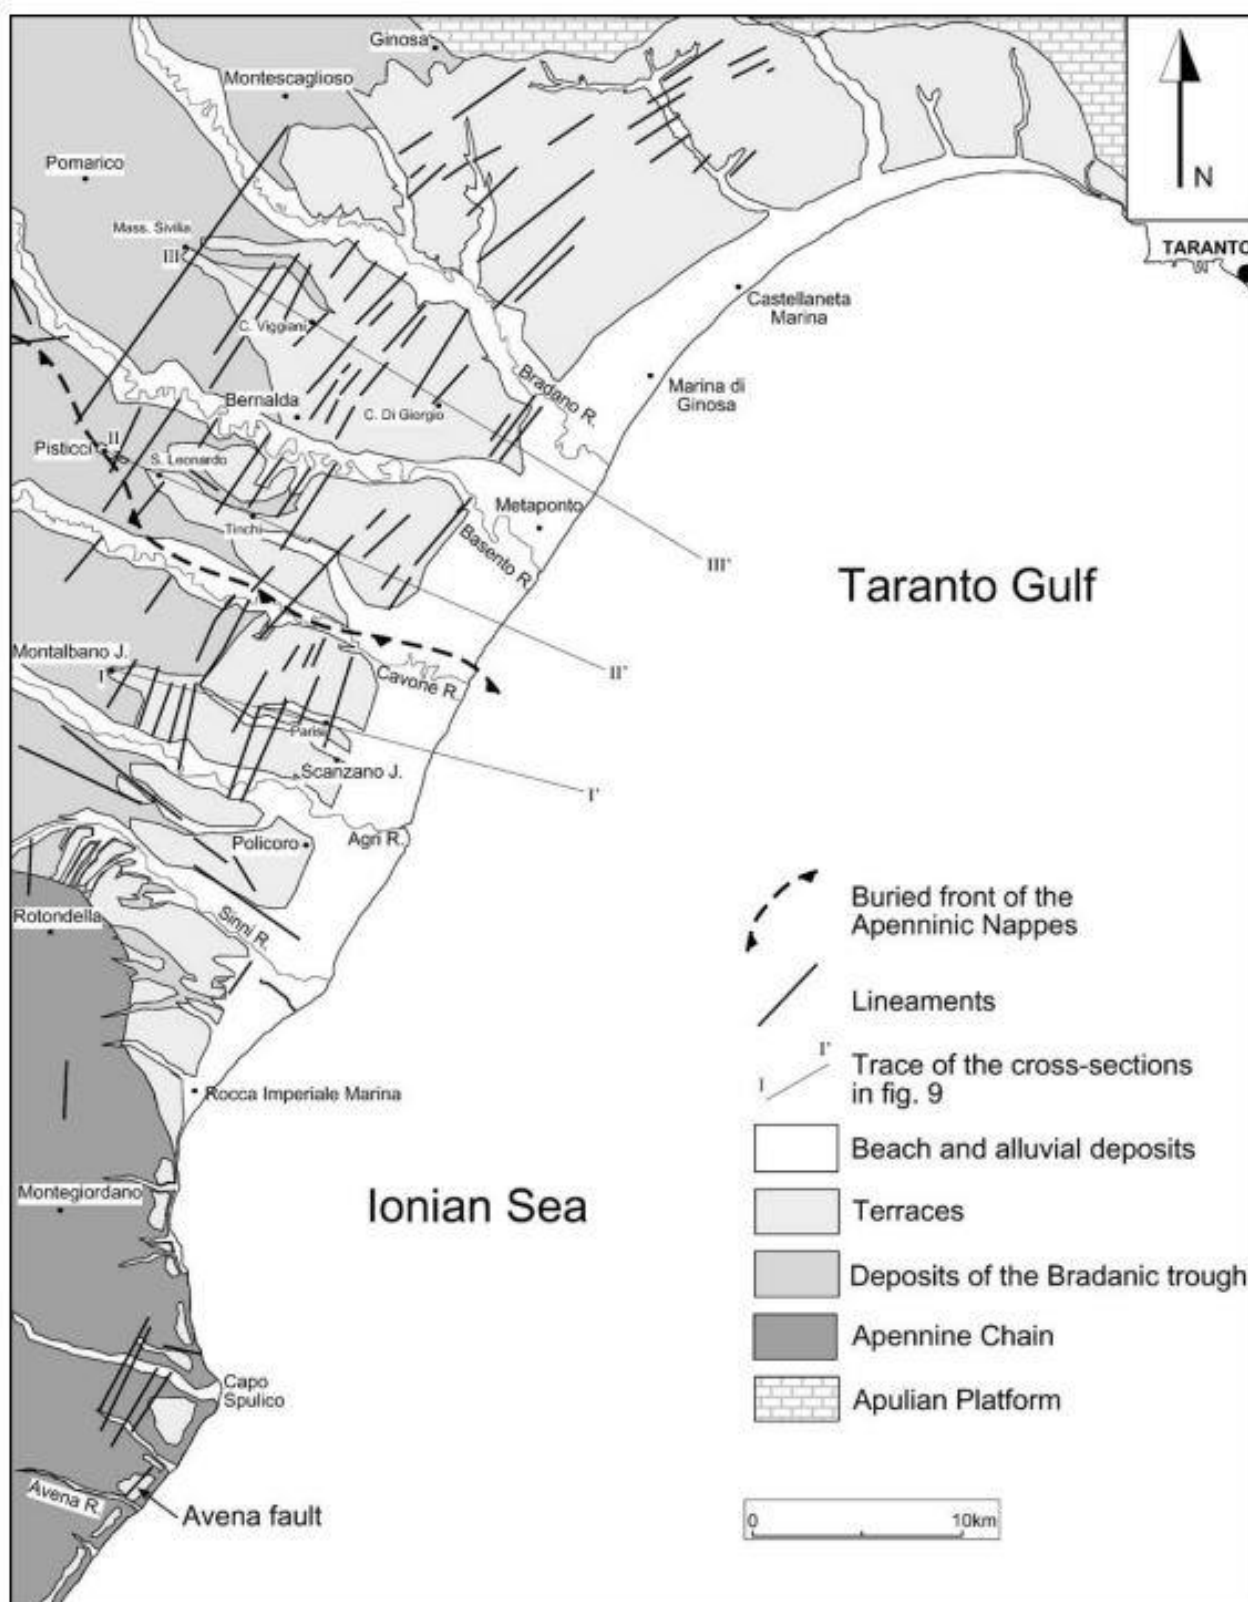 Ginosa
Montescaglioso
N
Pomarico
Mass. Sivilia
III
TARANTO
Castellaneta
Marina
C. Viggiani
Bradano R.
Marina di
Ginosa
Bernalda
C. Di Giorgio
II
Pisticci
S. Leonardo
Metaponto
Tinchi
Basento R.
III'
Taranto Gulf
II'
Montalbano J.
I
Cavone R.
Parisi
Scanzano J.
I'
Policoro
Agri R.
Rotondella
Sinni R.
Buried front of the
Apenninic Nappes
Lineaments
I'
I
Trace of the cross-sections
in fig. 9
Rocca Imperiale Marina
Beach and alluvial deposits
Montegiordano
Ionian Sea
Terraces
Deposits of the Bradanic trough
Apennine Chain
Capo
Spulico
Apulian Platform
Avena R.
Avena fault
0 10km